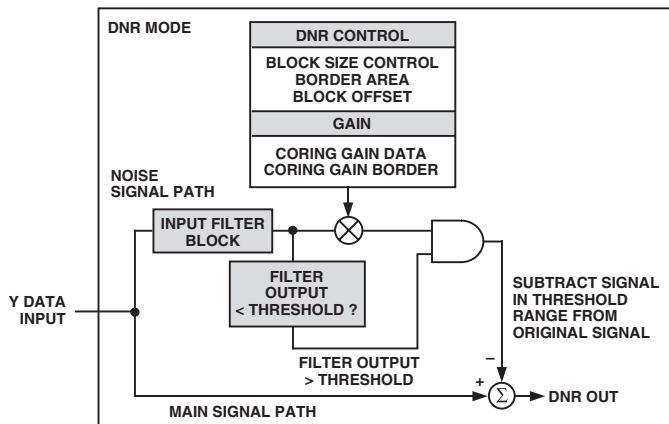 DNR MODE
DNR CONTROL
BLOCK SIZE CONTROL
BORDER AREA
BLOCK OFFSET
GAIN
CORING GAIN DATA
CORING GAIN BORDER
NOISE
SIGNAL PATH
INPUT FILTER
BLOCK
FILTER
OUTPUT
< THRESHOLD ?
Y DATA
INPUT
SUBTRACT SIGNAL
IN THRESHOLD
RANGE FROM
ORIGINAL SIGNAL
FILTER OUTPUT
> THRESHOLD
–
+
Σ
DNR OUT
MAIN SIGNAL PATH